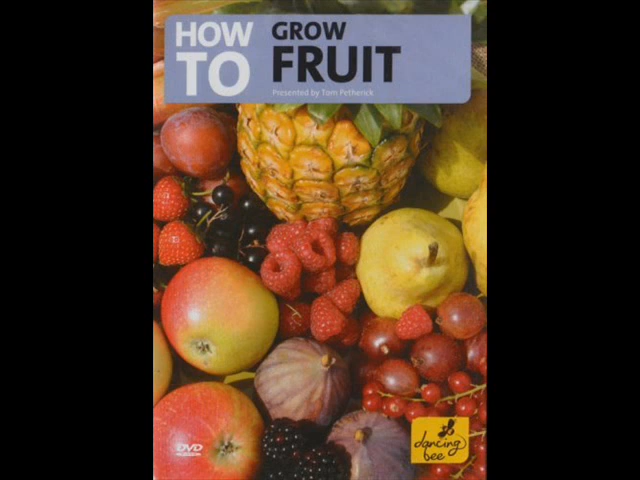 HOW
TO
GROW
FRUIT
Presented by Tom Petherick
DVD
dancing
bee